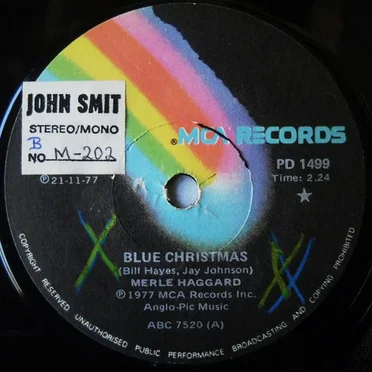 JOHN SMIT
STEREO/MONO
B
NO M-202
℗21-11-77
®MCA RECORDS
PD 1499
Time: 2.24
★
BLUE CHRISTMAS
(Bill Hayes, Jay Johnson)
MERLE HAGGARD
℗1977 MCA Records Inc.
Anglo-Pic Music
ABC 7520 (A)
COPYRIGHT RESERVED. UNAUTHORISED PUBLIC PERFORMANCE BROADCASTING AND COPYING PROHIBITED